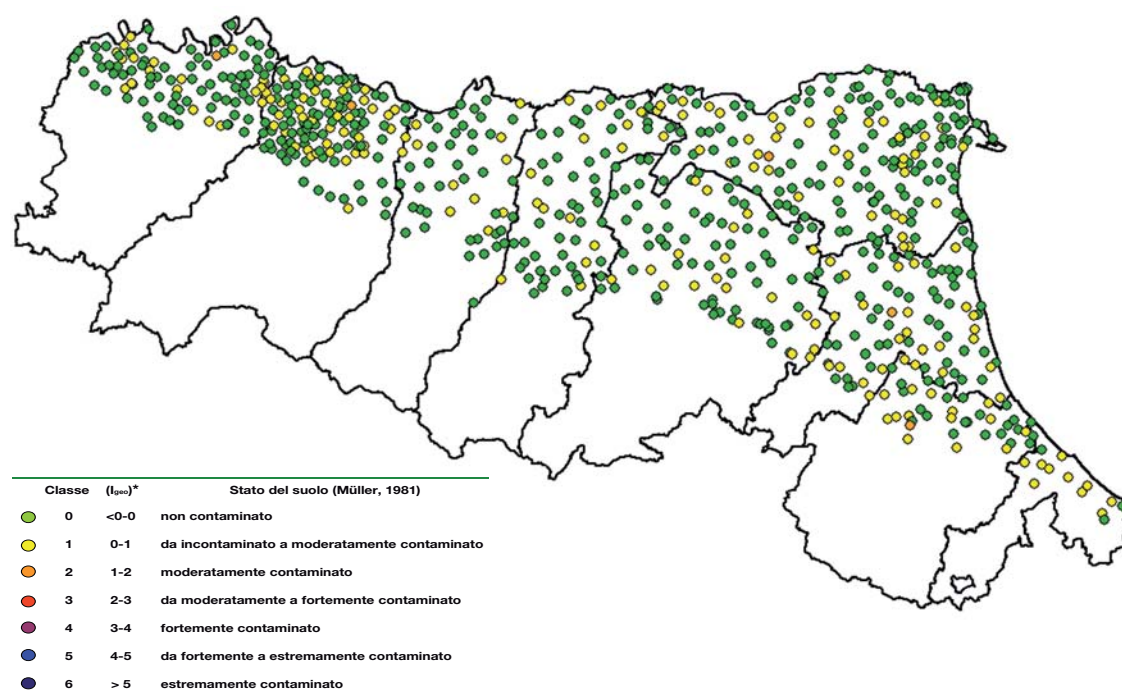 Classe (Igeo)* Stato del suolo (Müller, 1981)
0 <0-0 non contaminato
1 0-1 da incontaminato a moderatamente contaminato
2 1-2 moderatamente contaminato
3 2-3 da moderatamente a fortemente contaminato
4 3-4 fortemente contaminato
5 4-5 da fortemente a estremamente contaminato
6 > 5 estremamente contaminato